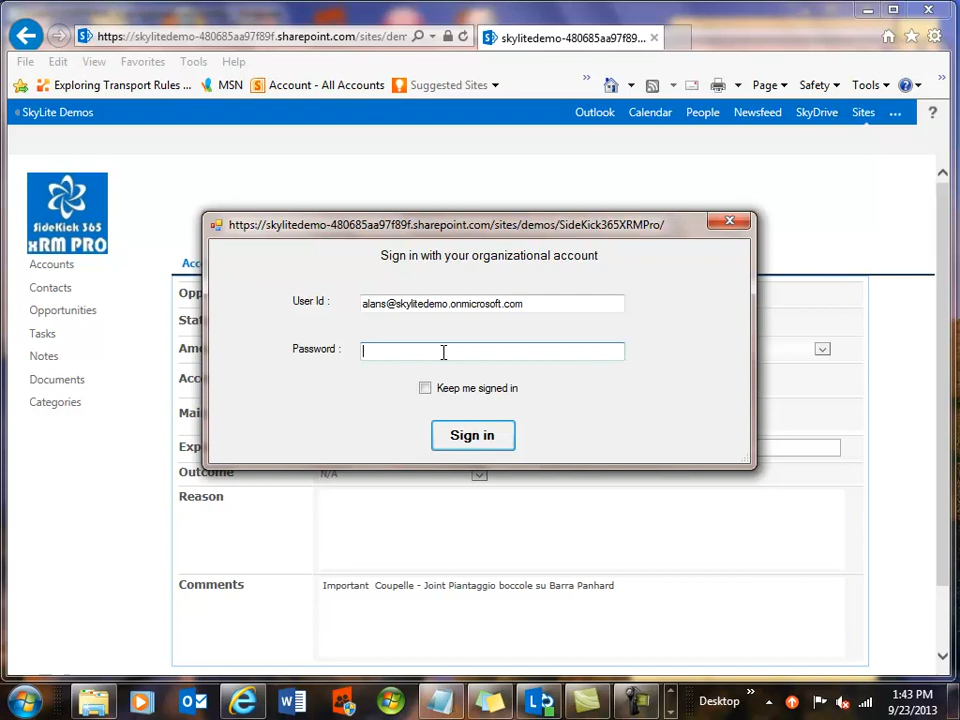 https://skylitedemo-480685aa97f89f.sharepoint.com/sites/dem
skylitedemo-480685aa97f89...
File Edit View Favorites Tools Help
Exploring Transport Rules ... MSN Account - All Accounts Suggested Sites Page Safety Tools
SkyLite Demos
Outlook Calendar People Newsfeed SkyDrive Sites ... ?
SideKick 365
xRM PRO
Accounts
Contacts
Opportunities
Tasks
Notes
Documents
Categories
https://skylitedemo-480685aa97f89f.sharepoint.com/sites/demos/SideKick365XRMPro/
Sign in with your organizational account
User Id : alans@skylitedemo.onmicrosoft.com
Password :
Keep me signed in
Sign in
Outcome N/A
Reason
Comments Important Coupelle - Joint Piantaggio boccole su Barra Panhard
Desktop
1:43 PM
9/23/2013